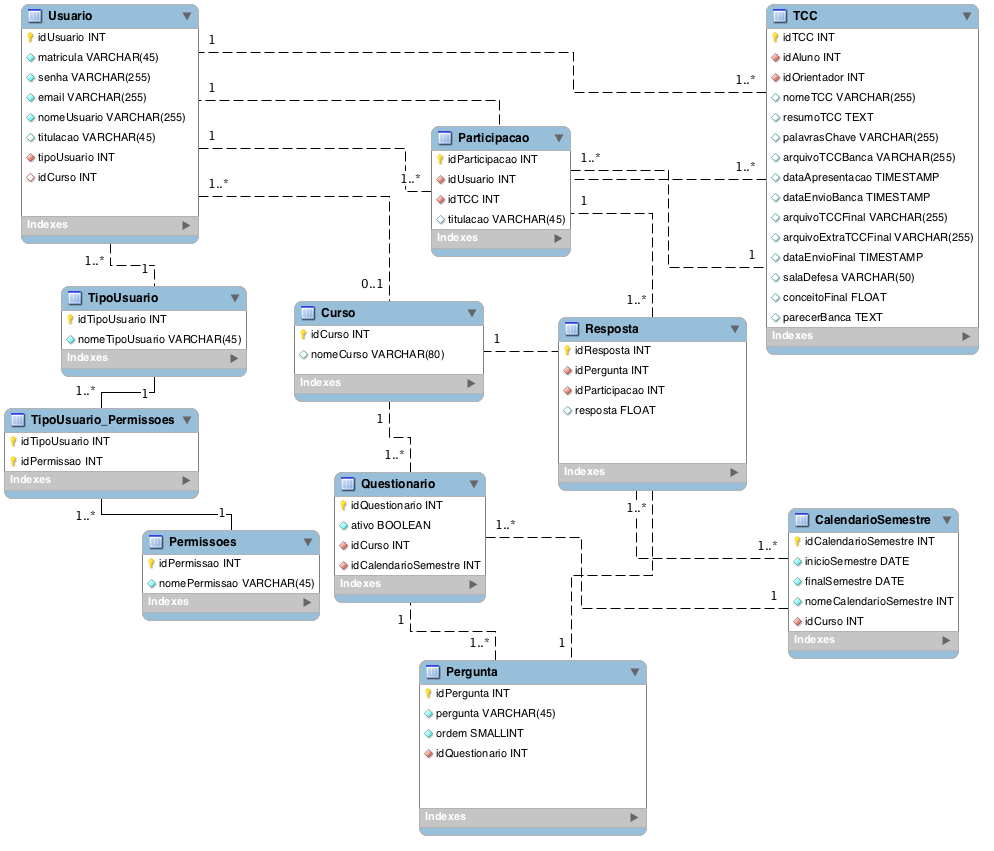 Usuario
idUsuario INT
matricula VARCHAR(45)
senha VARCHAR(255)
email VARCHAR(255)
nomeUsuario VARCHAR(255)
titulacao VARCHAR(45)
tipoUsuario INT
idCurso INT
Indexes
TCC
idTCC INT
idAluno INT
idOrientador INT
nomeTCC VARCHAR(255)
resumoTCC TEXT
palavrasChave VARCHAR(255)
arquivoTCCBanca VARCHAR(255)
dataApresentacao TIMESTAMP
dataEnvioBanca TIMESTAMP
arquivoTCCFinal VARCHAR(255)
arquivoExtraTCCFinal VARCHAR(255)
dataEnvioFinal TIMESTAMP
salaDefesa VARCHAR(50)
conceitoFinal FLOAT
parecerBanca TEXT
Indexes
1
1..*
1
1
1..*
1..*
0..1
Participacao
idParticipacao INT
idUsuario INT
idTCC INT
titulacao VARCHAR(45)
Indexes
1..*
1..*
1
1
1..*
1..*
1
TipoUsuario
idTipoUsuario INT
nomeTipoUsuario VARCHAR(45)
Indexes
1..*
1
TipoUsuario_Permissoes
idTipoUsuario INT
idPermissao INT
Indexes
1..*
1
Permissoes
idPermissao INT
nomePermissao VARCHAR(45)
Indexes
Curso
idCurso INT
nomeCurso VARCHAR(80)
Indexes
1
1
1..*
Resposta
idResposta INT
idPergunta INT
idParticipacao INT
resposta FLOAT
Indexes
1..*
1..*
Questionario
idQuestionario INT
ativo BOOLEAN
idCurso INT
idCalendarioSemestre INT
Indexes
1..*
1
CalendarioSemestre
idCalendarioSemestre INT
inicioSemestre DATE
finalSemestre DATE
nomeCalendarioSemestre INT
idCurso INT
Indexes
1
1..*
1
Pergunta
idPergunta INT
pergunta VARCHAR(45)
ordem SMALLINT
idQuestionario INT
Indexes